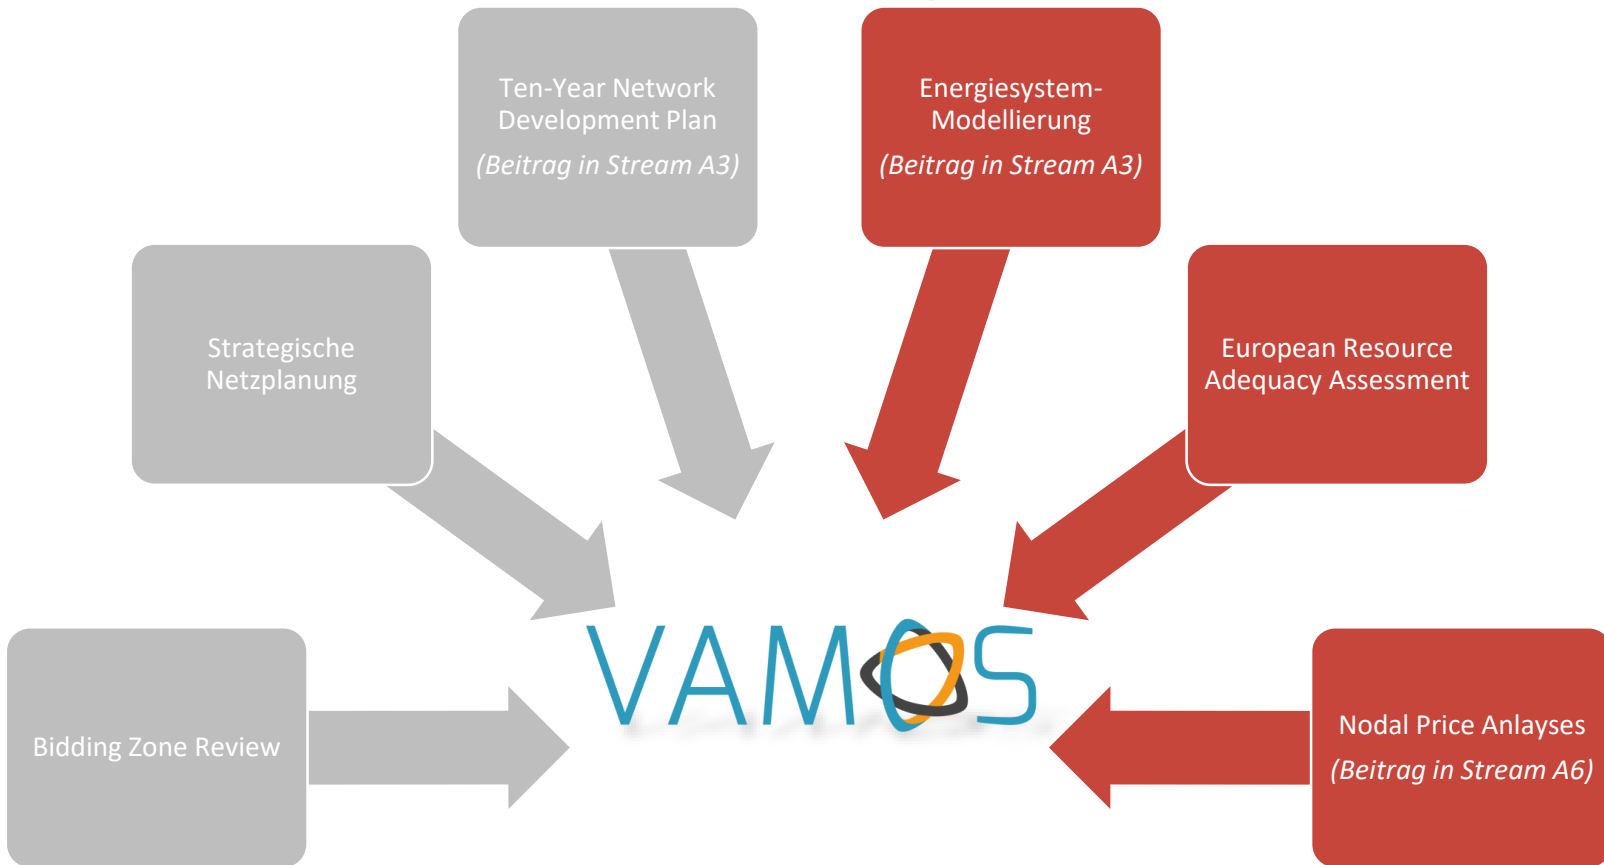 Ten-Year Network
Development Plan
(Beitrag in Stream A3)
Energiesystem-
Modellierung
(Beitrag in Stream A3)
Strategische
Netzplanung
European Resource
Adequacy Assessment
Bidding Zone Review
VAMOS
Nodal Price Anlayses
(Beitrag in Stream A6)